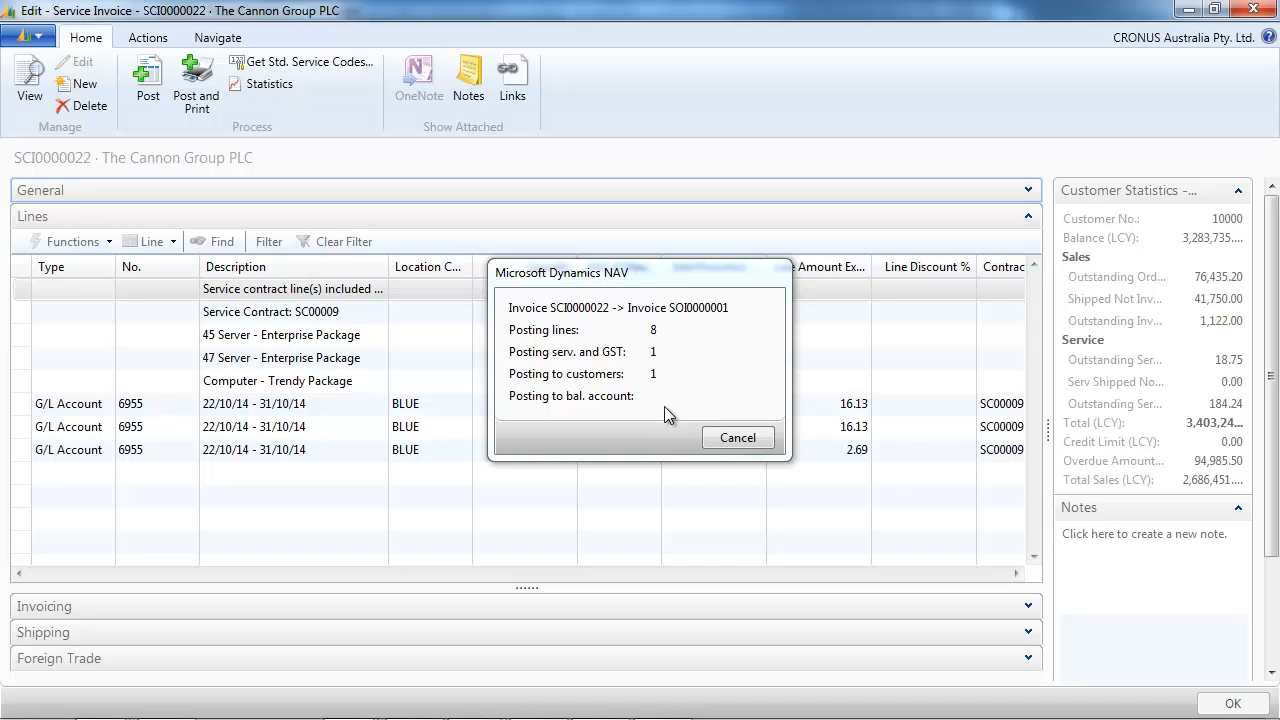 Edit - Service Invoice - SCI0000022 · The Cannon Group PLC
Home Actions Navigate CRONUS Australia Pty. Ltd.
View Edit New Delete Manage
Post Post and Print Get Std. Service Codes... Statistics Process
OneNote Notes Links Show Attached
SCI0000022 · The Cannon Group PLC
General
Lines
Functions Line Find Filter Clear Filter
Type No. Description Location C... Amount Ex... Line Discount % Contrac
Service contract line(s) included ...
Service Contract: SC00009
45 Server - Enterprise Package
47 Server - Enterprise Package
Computer - Trendy Package
G/L Account 6955 22/10/14 - 31/10/14 BLUE 16.13 SC00009
G/L Account 6955 22/10/14 - 31/10/14 BLUE 16.13 SC00009
G/L Account 6955 22/10/14 - 31/10/14 BLUE 2.69 SC00009
Microsoft Dynamics NAV
Invoice SCI0000022 -> Invoice SOI0000001
Posting lines: 8
Posting serv. and GST: 1
Posting to customers: 1
Posting to bal. account:
Cancel
Invoicing
Shipping
Foreign Trade
Customer Statistics -...
Customer No.: 10000
Balance (LCY): 3,283,735....
Sales
Outstanding Ord... 76,435.20
Shipped Not Inv... 41,750.00
Outstanding Inv... 1,122.00
Service
Outstanding Ser... 18.75
Serv Shipped No... 0.00
Outstanding Ser... 184.24
Total (LCY): 3,403,24...
Credit Limit (LCY): 0.00
Overdue Amount... 94,985.50
Total Sales (LCY): 2,686,451....
Notes
Click here to create a new note.
OK